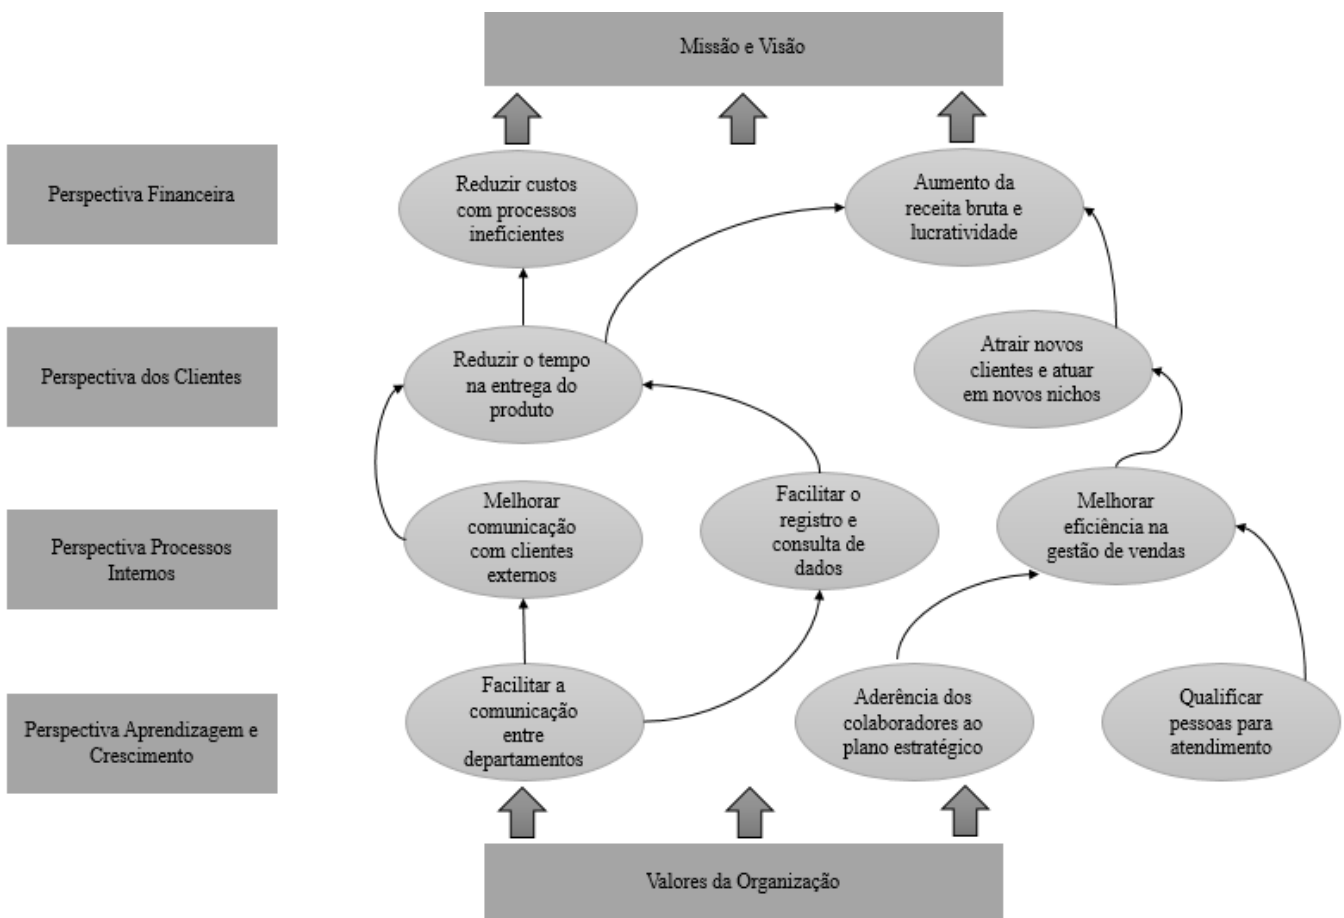 Missão e Visão
Perspectiva Financeira
Reduzir custos
com processos
ineficientes
Aumento da
receita bruta e
lucratividade
Perspectiva dos Clientes
Reduzir o tempo
na entrega do
produto
Atrair novos
clientes e atuar
em novos nichos
Perspectiva Processos
Internos
Melhorar
comunicação
com clientes
externos
Facilitar o
registro e
consulta de
dados
Melhorar
eficiência na
gestão de vendas
Perspectiva Aprendizagem e
Crescimento
Facilitar a
comunicação
entre
departamentos
Aderência dos
colaboradores ao
plano estratégico
Qualificar
pessoas para
atendimento
Valores da Organização